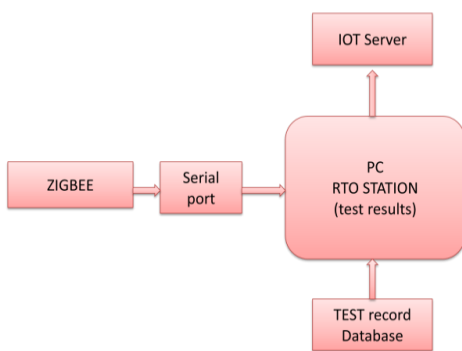 IOT Server
PC
RTO STATION
(test results)
ZIGBEE
Serial
port
TEST record
Database